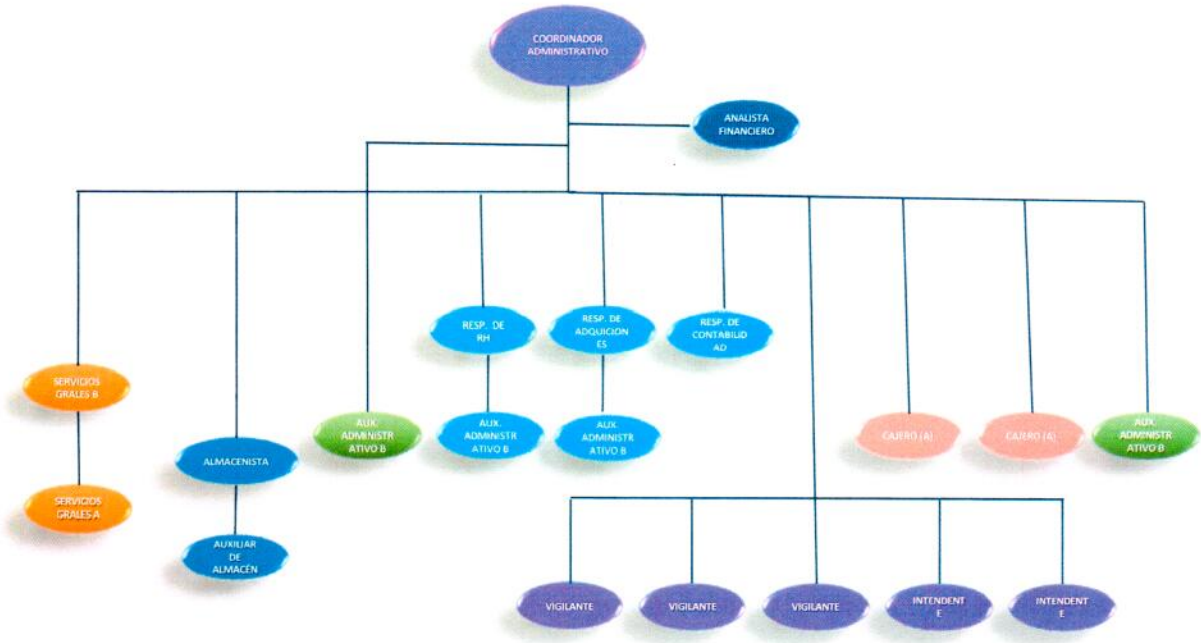 COORDINADOR
ADMINISTRATIVO
ANALISTA
FINANCIERO
RESP. DE
RH
RESP. DE
ADQUICION
ES
RESP. DE
CONTABILID
AD
SERVICIOS
GRALES B
AUX.
ADMINISTR
ATIVO B
AUX.
ADMINISTR
ATIVO B
AUX.
ADMINISTR
ATIVO B
CAJERO (A)
CAJERO (A)
AUX.
ADMINISTR
ATIVO B
ALMACENISTA
SERVICIOS
GRALES A
AUXILIAR
DE
ALMACÉN
VIGILANTE
VIGILANTE
VIGILANTE
INTENDENT
E
INTENDENT
E